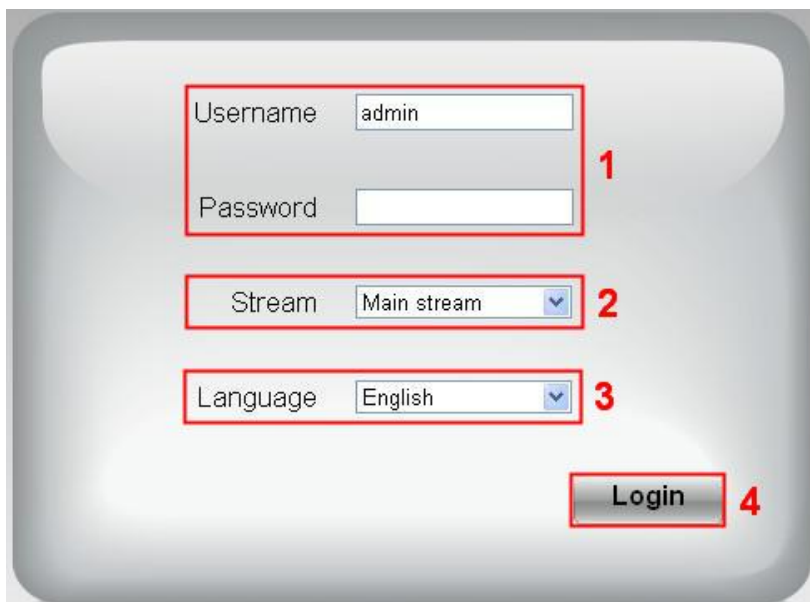 Username admin
1
Password
Stream Main stream 2
Language English 3
Login 4